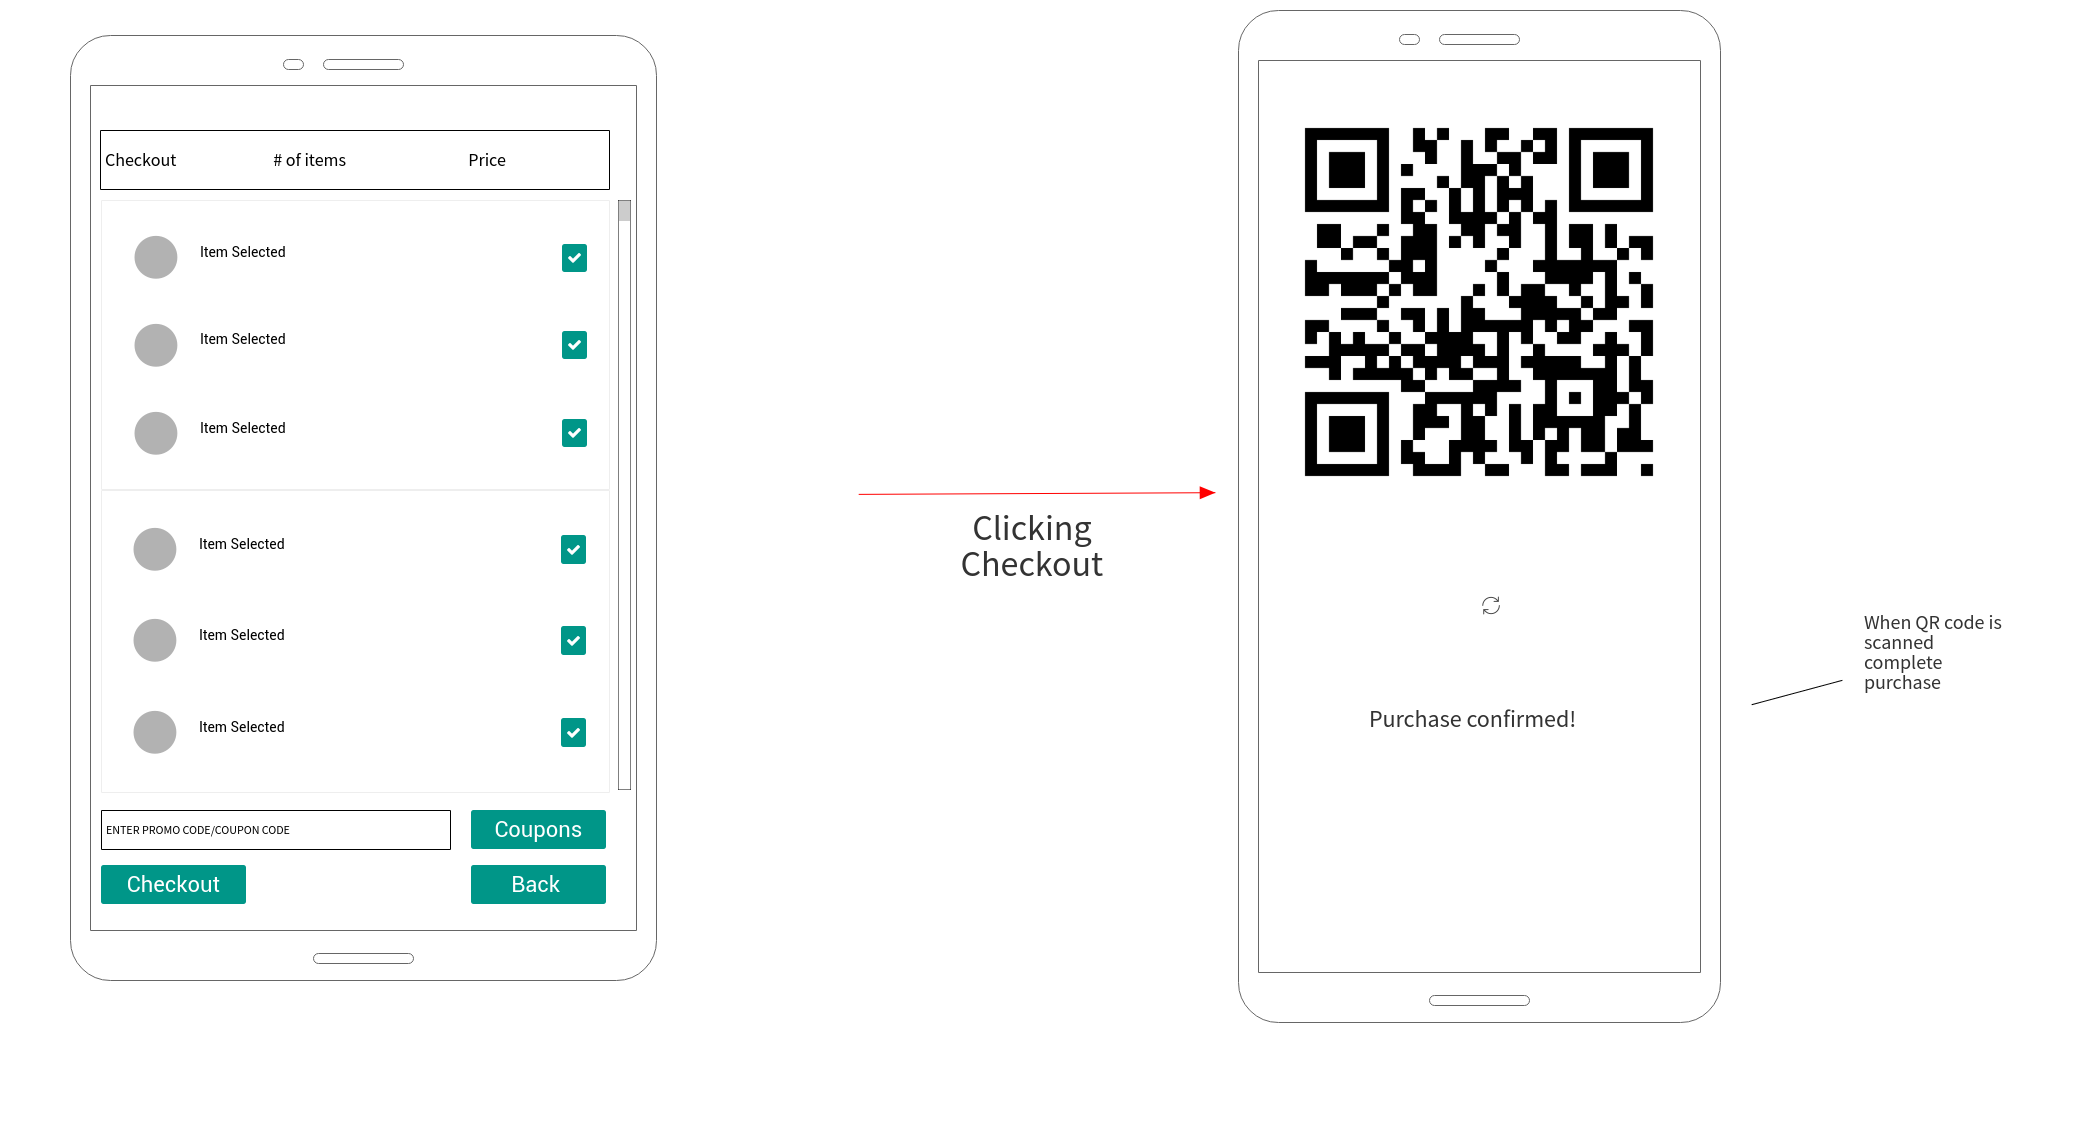 Checkout # of items Price
Item Selected
Item Selected
Item Selected
Item Selected
Item Selected
Item Selected
ENTER PROMO CODE/COUPON CODE
Coupons
Checkout
Back
Clicking
Checkout
Purchase confirmed!
When QR code is
scanned
complete
purchase